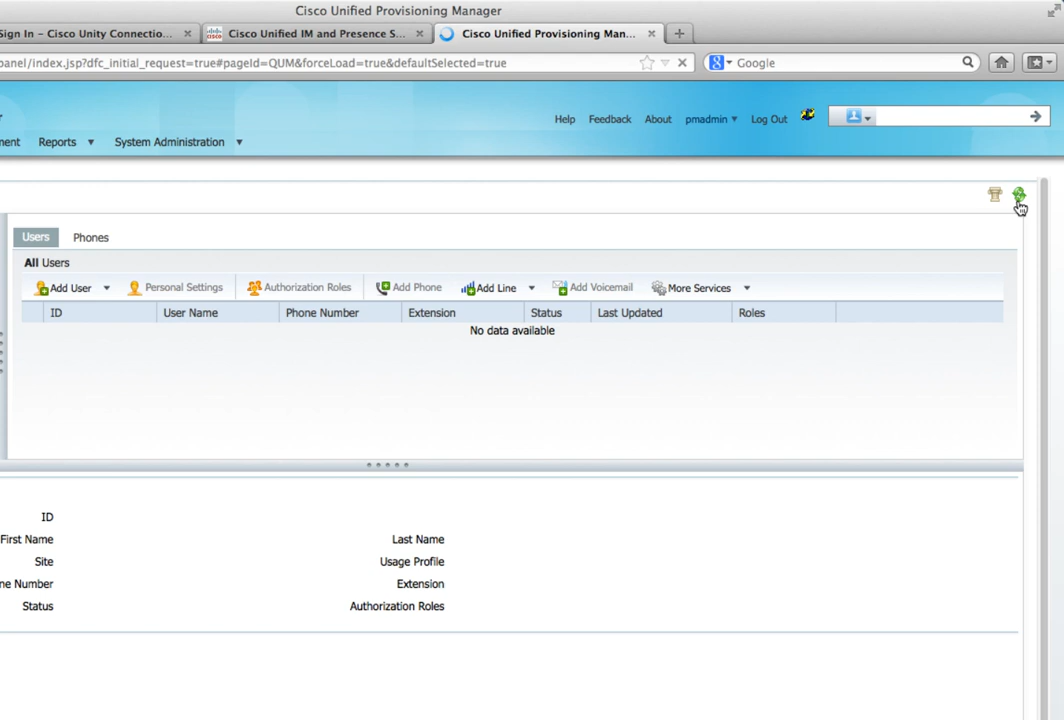 Cisco Unified Provisioning Manager
Sign In – Cisco Unity Connectio... Cisco Unified IM and Presence S... Cisco Unified Provisioning Man...
panel/index.jsp?dfc_initial_request=true#pageId=QUM&forceLoad=true&defaultSelected=true Google
Help Feedback About pmadmin Log Out
Reports System Administration
Users Phones
All Users
Add User Personal Settings Authorization Roles Add Phone Add Line Add Voicemail More Services
ID User Name Phone Number Extension Status Last Updated Roles
No data available
ID
First Name Last Name
Site Usage Profile
ne Number Extension
Status Authorization Roles